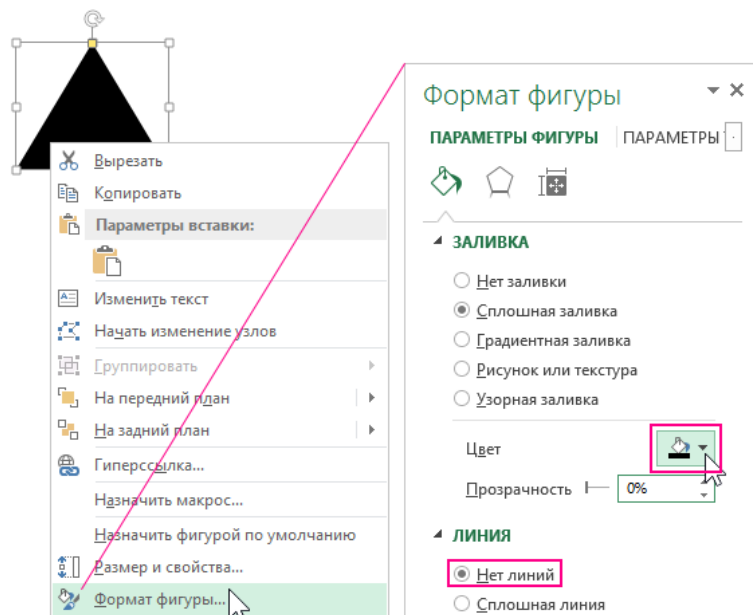 Вырезать
Копировать
Параметры вставки:
Изменить текст
Начать изменение узлов
Группировать
На передний план
На задний план
Гиперссылка...
Назначить макрос...
Назначить фигурой по умолчанию
Размер и свойства...
Формат фигуры...
Формат фигуры
ПАРАМЕТРЫ ФИГУРЫ ПАРАМЕТРЫ
ЗАЛИВКА
Нет заливки
Сплошная заливка
Градиентная заливка
Рисунок или текстура
Узорная заливка
Цвет
Прозрачность 0%
ЛИНИЯ
Нет линий
Сплошная линия